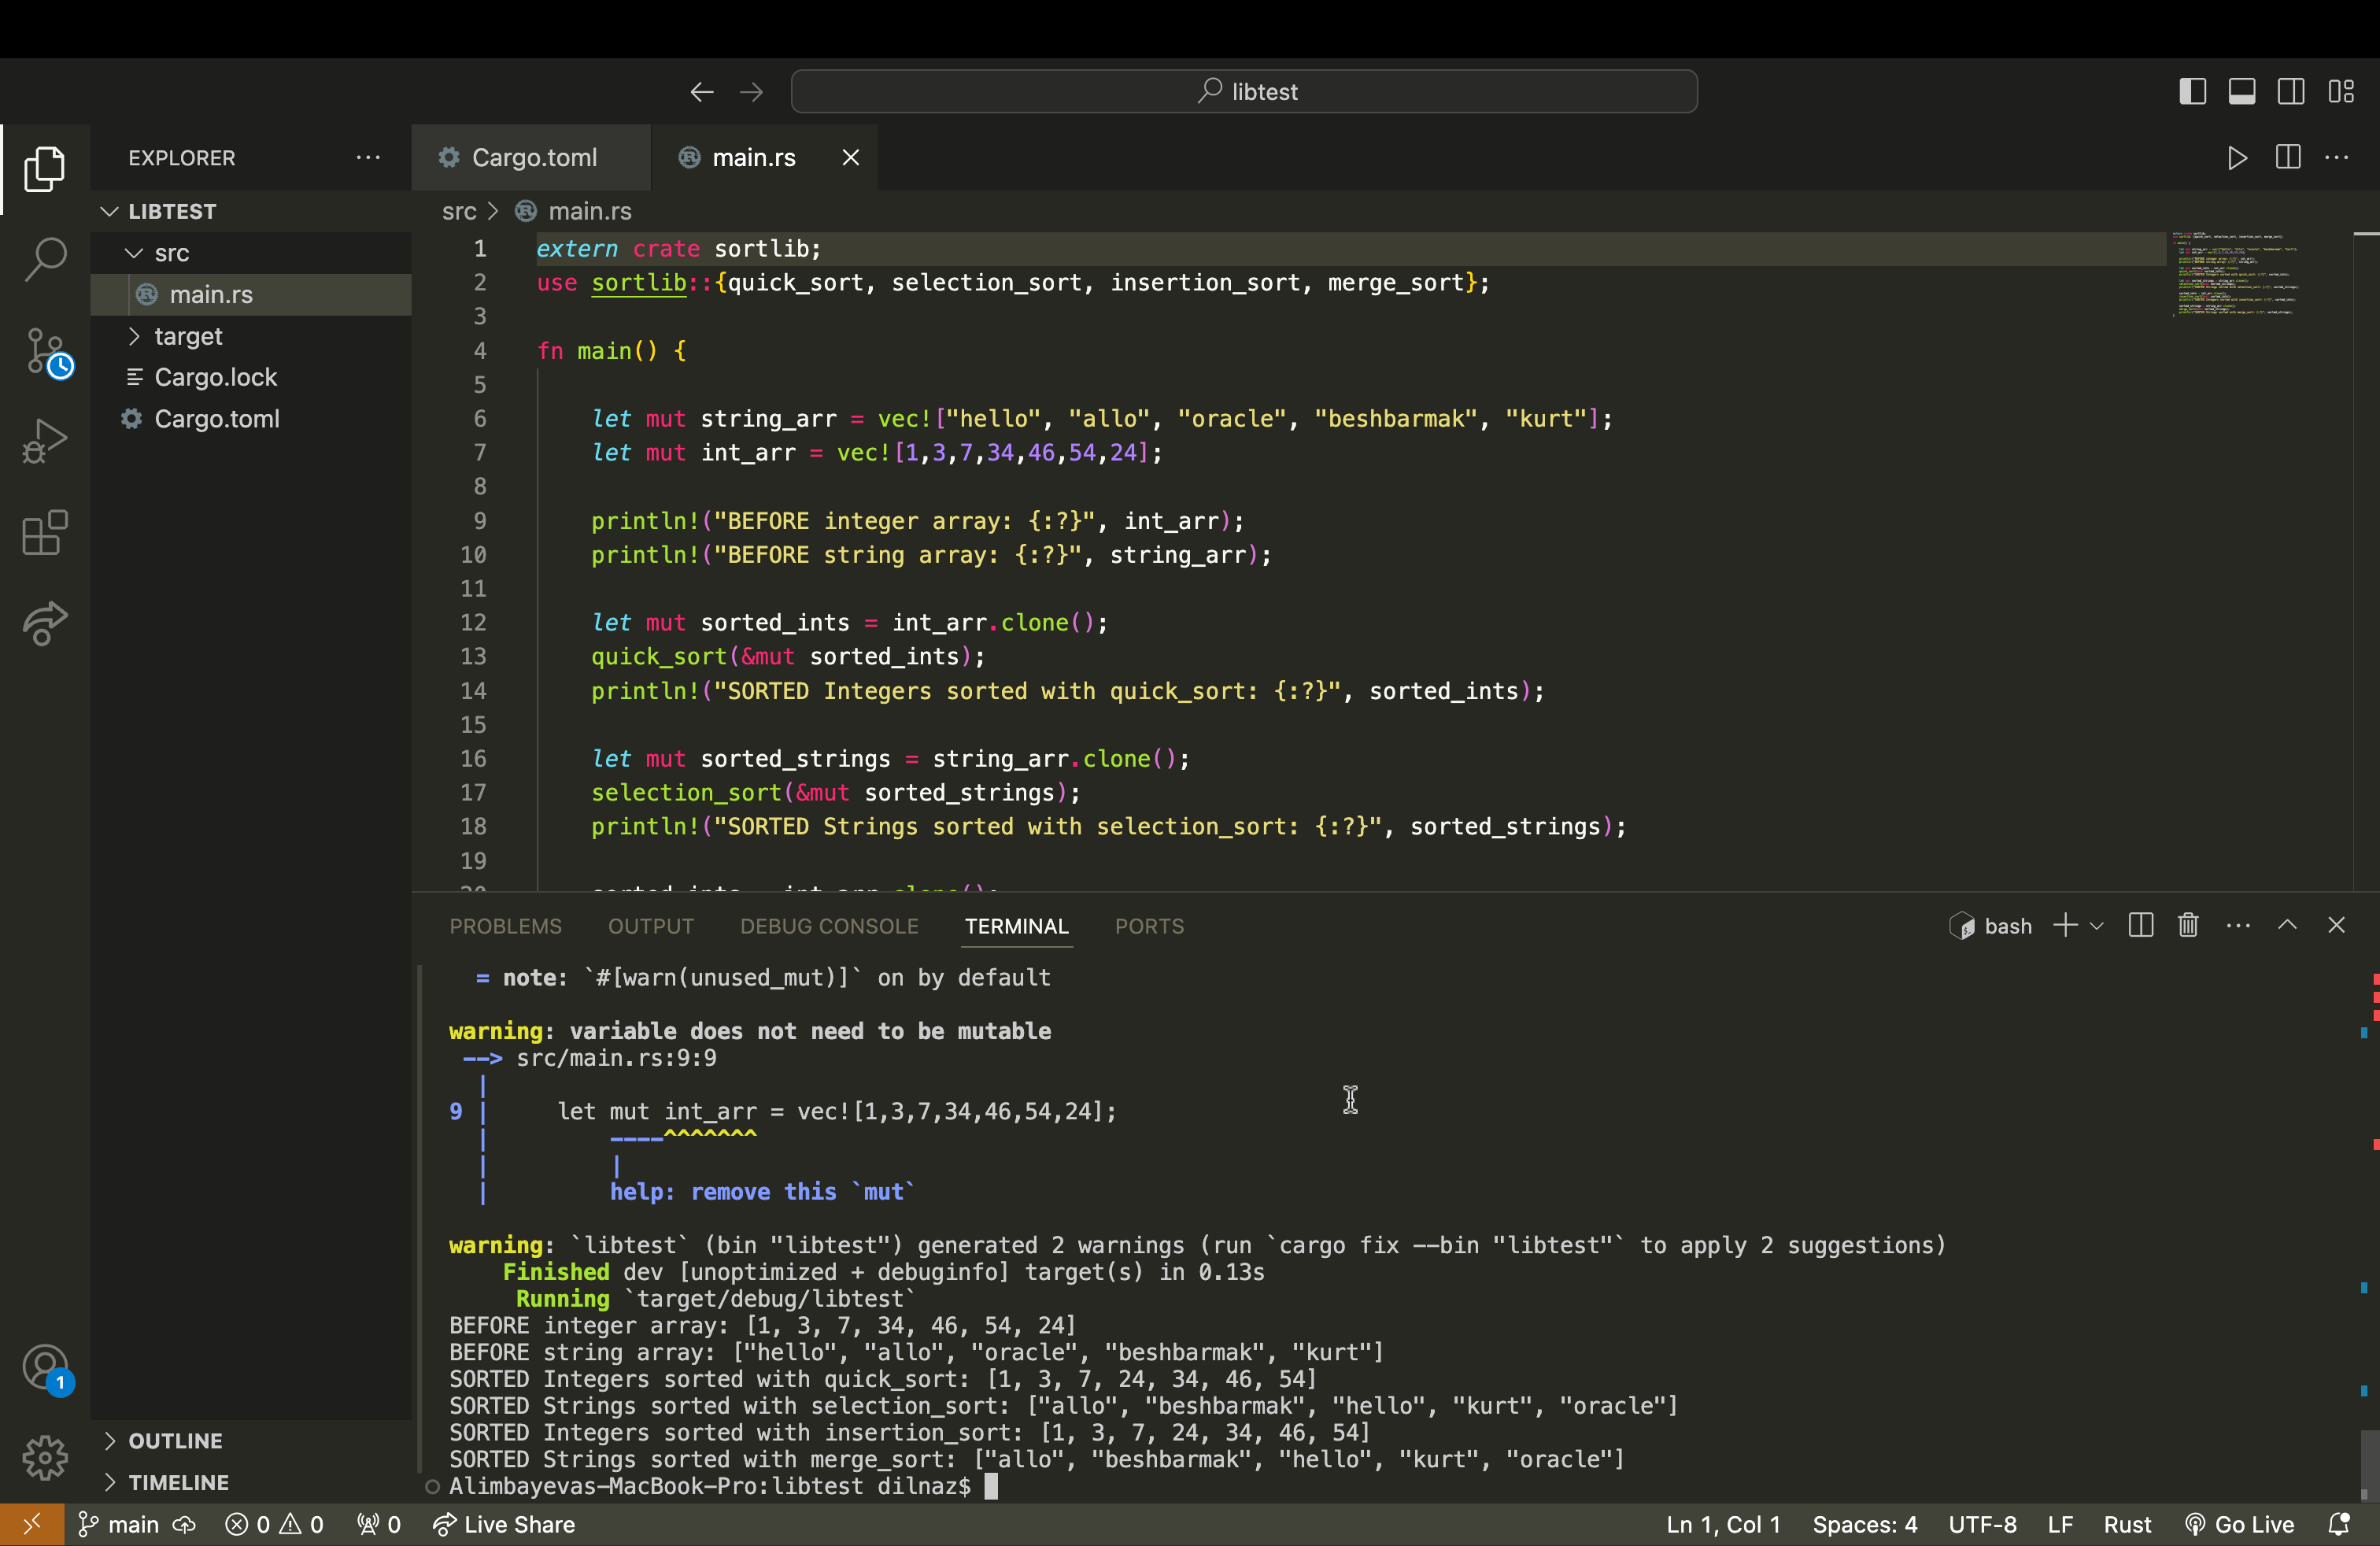 libtest
EXPLORER
Cargo.toml
main.rs
LIBTEST
src
main.rs
target
Cargo.lock
Cargo.toml
OUTLINE
TIMELINE
src > main.rs
1 extern crate sortlib;
2 use sortlib::{quick_sort, selection_sort, insertion_sort, merge_sort};
3
4 fn main() {
5
6 let mut string_arr = vec!["hello", "allo", "oracle", "beshbarmak", "kurt"];
7 let mut int_arr = vec![1,3,7,34,46,54,24];
8
9 println!("BEFORE integer array: {:?}", int_arr);
10 println!("BEFORE string array: {:?}", string_arr);
11
12 let mut sorted_ints = int_arr.clone();
13 quick_sort(&mut sorted_ints);
14 println!("SORTED Integers sorted with quick_sort: {:?}", sorted_ints);
15
16 let mut sorted_strings = string_arr.clone();
17 selection_sort(&mut sorted_strings);
18 println!("SORTED Strings sorted with selection_sort: {:?}", sorted_strings);
19
PROBLEMS OUTPUT DEBUG CONSOLE TERMINAL PORTS
bash
= note: `#[warn(unused_mut)]` on by default
warning: variable does not need to be mutable
--> src/main.rs:9:9
|
9 | let mut int_arr = vec![1,3,7,34,46,54,24];
| ----^^^^^^^
| |
| help: remove this `mut`
warning: `libtest` (bin "libtest") generated 2 warnings (run `cargo fix --bin "libtest"` to apply 2 suggestions)
Finished dev [unoptimized + debuginfo] target(s) in 0.13s
Running `target/debug/libtest`
BEFORE integer array: [1, 3, 7, 34, 46, 54, 24]
BEFORE string array: ["hello", "allo", "oracle", "beshbarmak", "kurt"]
SORTED Integers sorted with quick_sort: [1, 3, 7, 24, 34, 46, 54]
SORTED Strings sorted with selection_sort: ["allo", "beshbarmak", "hello", "kurt", "oracle"]
SORTED Integers sorted with insertion_sort: [1, 3, 7, 24, 34, 46, 54]
SORTED Strings sorted with merge_sort: ["allo", "beshbarmak", "hello", "kurt", "oracle"]
Alimbayevas-MacBook-Pro:libtest dilnaz$
1
main 0 0 0 Live Share
Ln 1, Col 1 Spaces: 4 UTF-8 LF Rust Go Live